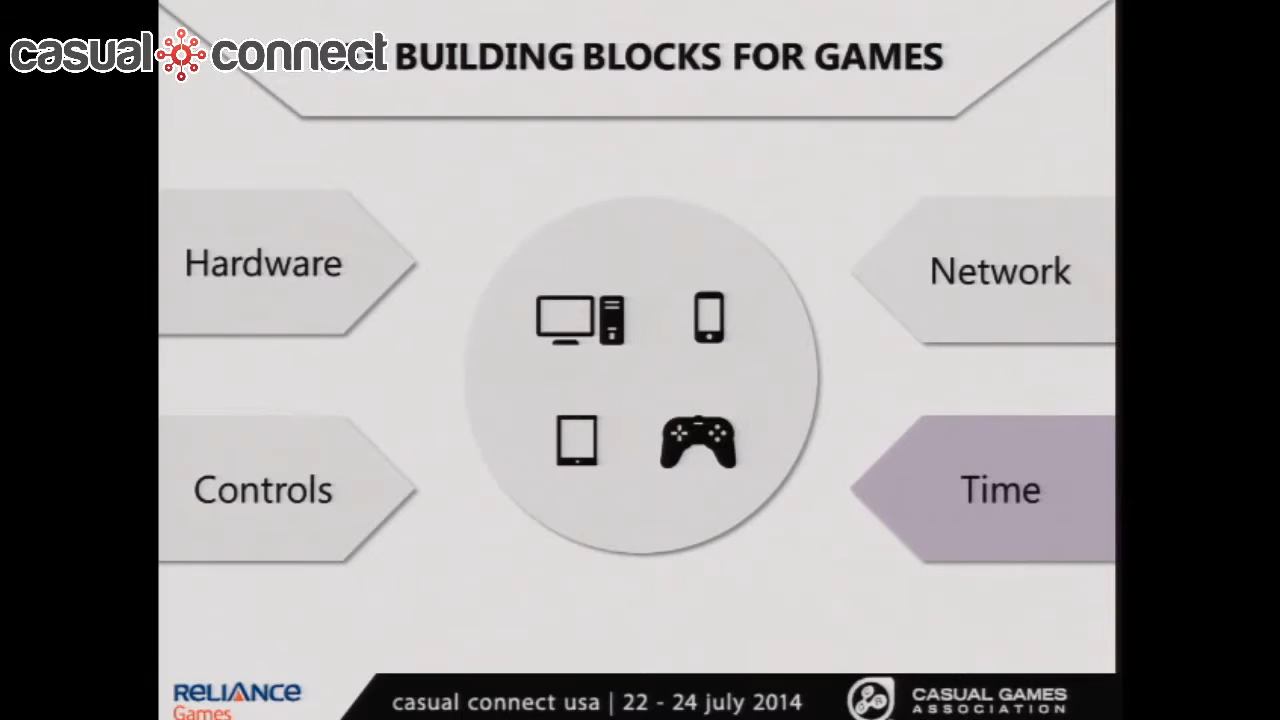 casual connect
BUILDING BLOCKS FOR GAMES
Hardware
Network
Controls
Time
RELIANCE
Games
casual connect usa | 22 - 24 july 2014
CASUAL GAMES
ASSOCIATION